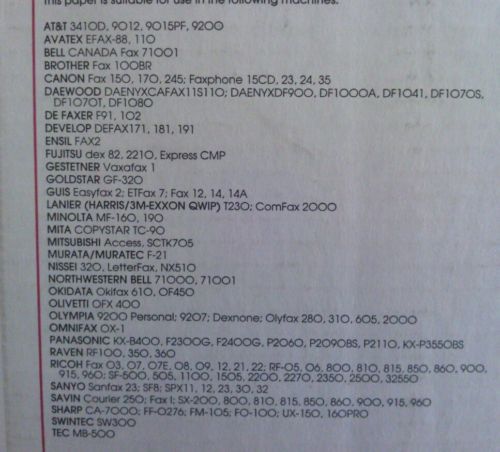 This paper is suitable for use in the following machines:
AT&T 3410D, 9012, 9015PF, 9200
AVATEX EFAX-88, 110
BELL CANADA Fax 71001
BROTHER Fax 100BR
CANON Fax 150, 170, 245; Faxphone 15CD, 23, 24, 35
DAEWOOD DAENYXCAFAX11S110; DAENYXDF900, DF1000A, DF1041, DF1070S,
DF1070T, DF1080
DE FAXER F91, 102
DEVELOP DEFAX171, 181, 191
ENSIL FAX2
FUJITSU dex 82, 2210, Express CMP
GESTETNER Vaxafax 1
GOLDSTAR GF-320
GUIS Easyfax 2; ETFax 7; Fax 12, 14, 14A
LANIER (HARRIS/3M-EXXON QWIP) T230; ComFax 2000
MINOLTA MF-160, 190
MITA COPYSTAR TC-90
MITSUBISHI Access, SCTK705
MURATA/MURATEC F-21
NISSEI 320, LetterFax, NX510
NORTHWESTERN BELL 71000, 71001
OKIDATA Okifax 610, OF450
OLIVETTI OFX 400
OLYMPIA 9200 Personal; 9207; Dexnone; Olyfax 280, 310, 605, 2000
OMNIFAX OX-1
PANASONIC KX-B400, F2300G, F2400G, P2060, P2090BS, P2110, KX-P3550BS
RAVEN RF100, 350, 360
RICOH Fax 03, 07, 07E, 08, 09, 12, 21, 22; RF-05, 06, 800, 810, 815, 850, 860, 900,
915, 960; SF-500, 505, 1100, 1505, 2200, 2270, 2350, 2500, 32550
SANYO Sanfax 23; SF8; SPX11, 12, 23, 30, 32
SAVIN Courier 250; Fax I; SX-200, 800, 810, 815, 850, 860, 900, 915, 960
SHARP CA-7000; FF-0276; FM-105; FO-100; UX-150, 160PRO
SWINTEC SW300
TEC MB-500